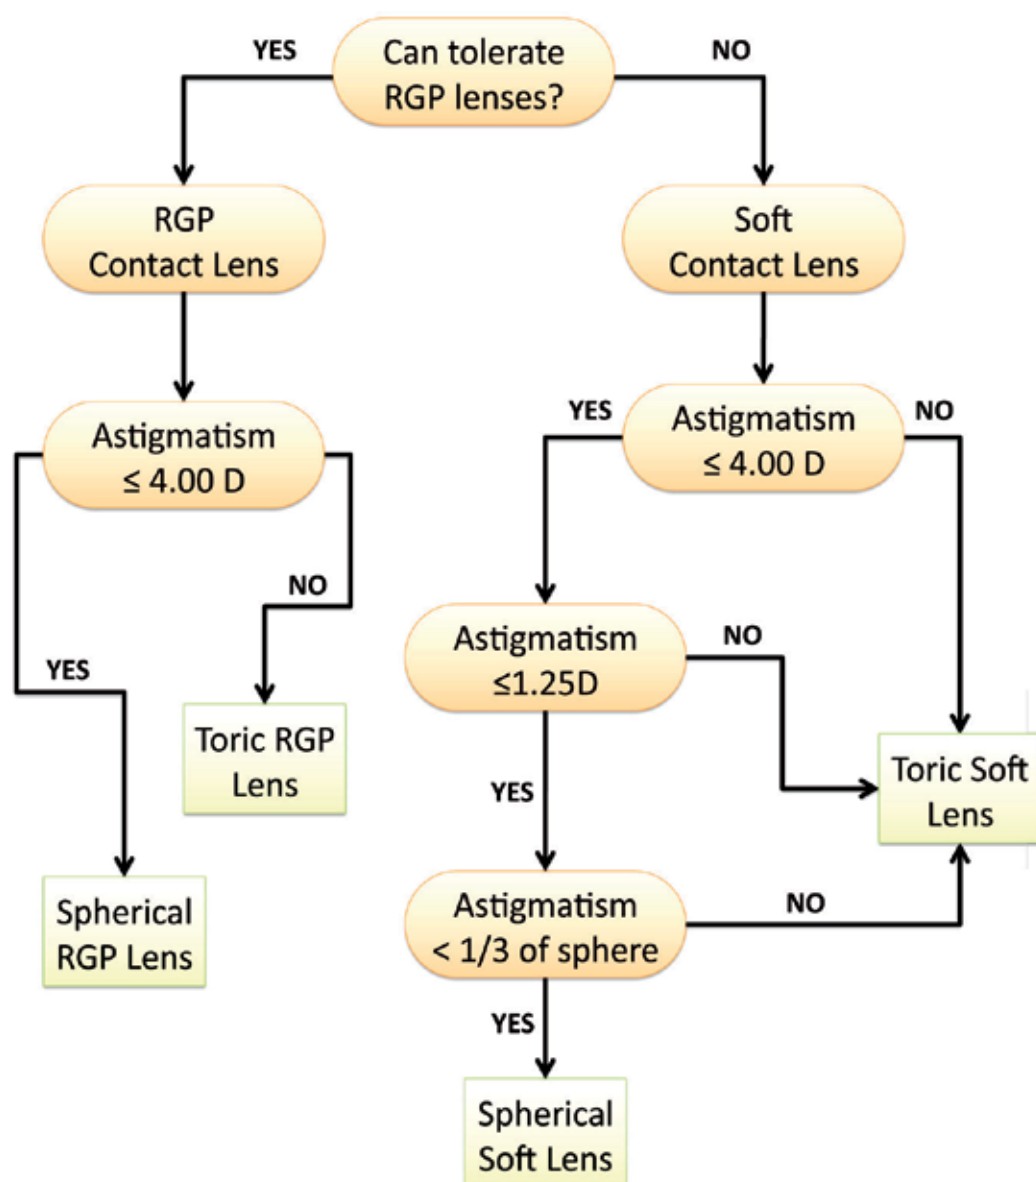 YES
Can tolerate
RGP lenses?
NO
RGP
Contact Lens
Soft
Contact Lens
Astigmatism
≤ 4.00 D
YES
Astigmatism
≤ 4.00 D
NO
NO
YES
Astigmatism
≤1.25D
NO
Toric RGP
Lens
YES
Toric Soft
Lens
Spherical
RGP Lens
Astigmatism
< 1/3 of sphere
NO
YES
Spherical
Soft Lens